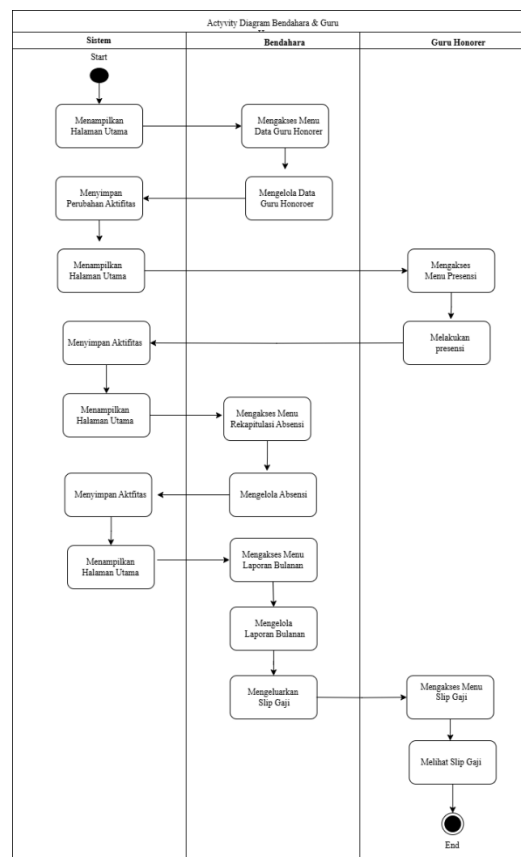 Actyvity Diagram Bendahara & Guru
Sistem
Bendahara
Guru Honorer
Start
Menampilkan
Halaman Utama
Mengakses Menu
Data Guru Honorer
Menyimpan
Perubahan Aktifitas
Mengelola Data
Guru Honoroer
Menampilkan
Halaman Utama
Mengakses
Menu Presensi
Menyimpan Aktifitas
Melakukan
presensi
Menampilkan
Halaman Utama
Mengakses Menu
Rekapitulasi Absensi
Menyimpan Aktfitas
Mengelola Absensi
Menampilkan
Halaman Utama
Mengakses Menu
Laporan Bulanan
Mengelola
Laporan Bulanan
Mengeluarkan
Slip Gaji
Mengakses Menu
Slip Gaji
Melihat Slip Gaji
End